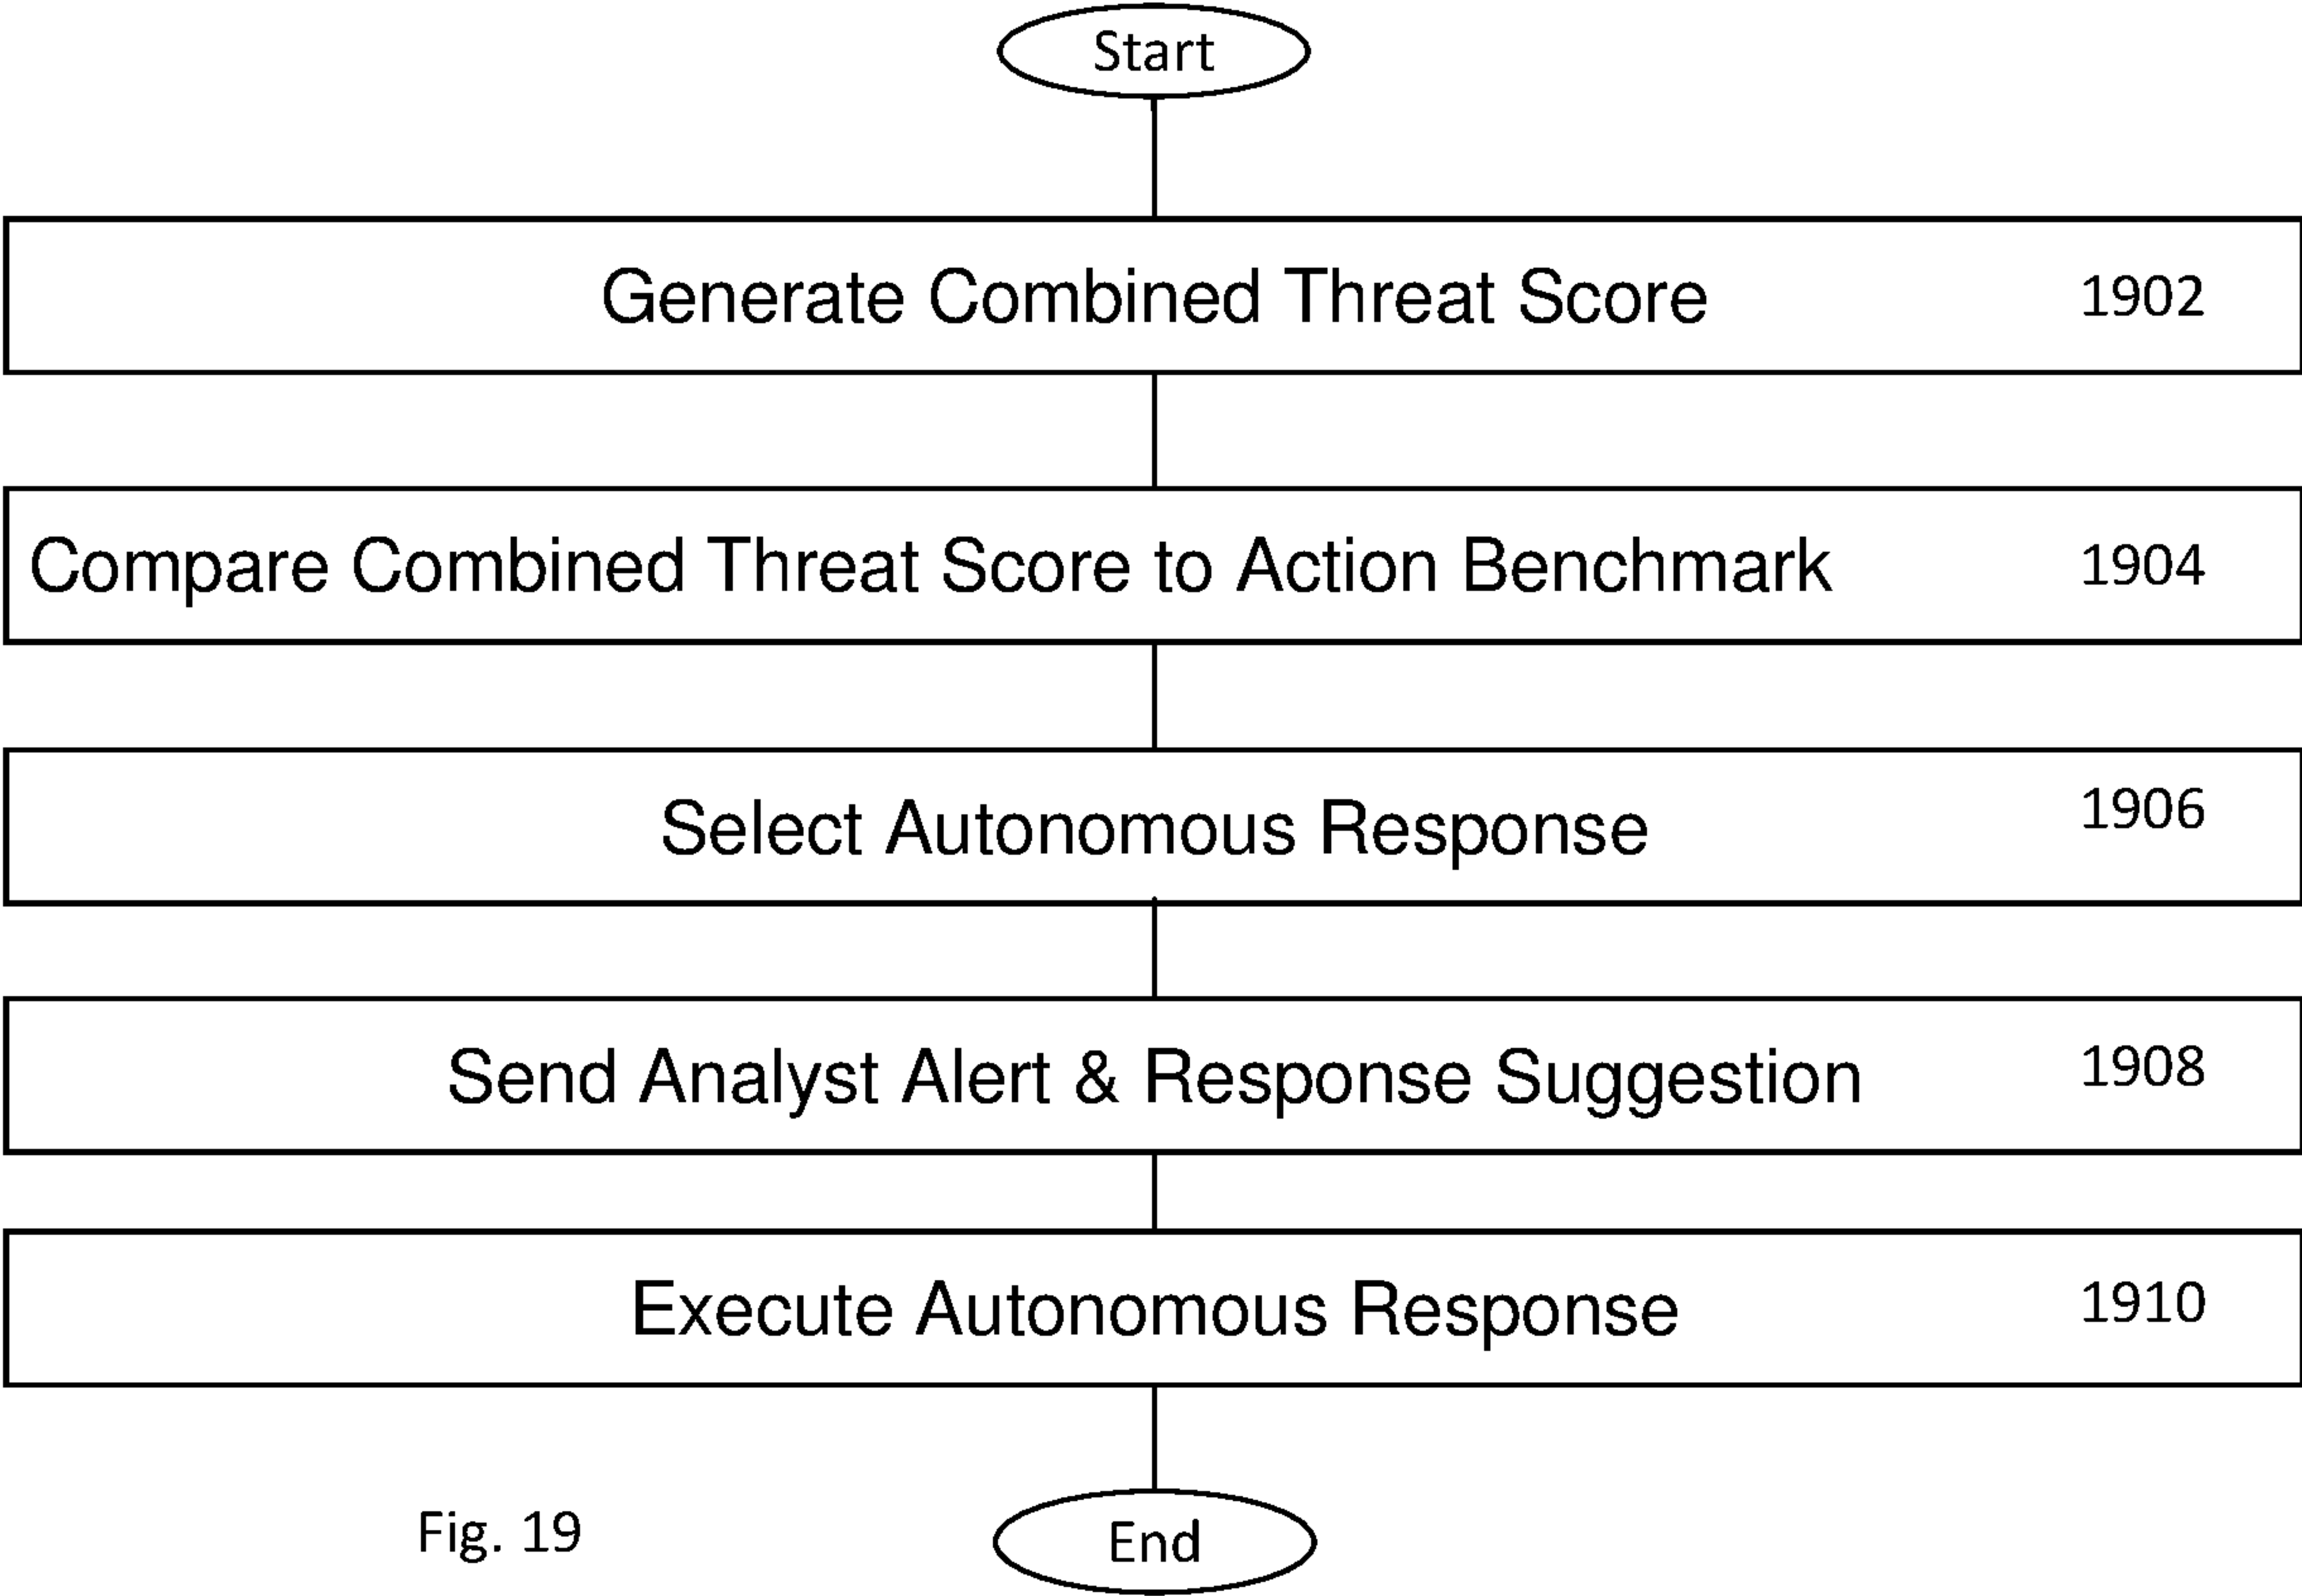 Start
Generate Combined Threat Score 1902
Compare Combined Threat Score to Action Benchmark 1904
Select Autonomous Response 1906
Send Analyst Alert & Response Suggestion 1908
Execute Autonomous Response 1910
Fig. 19
End